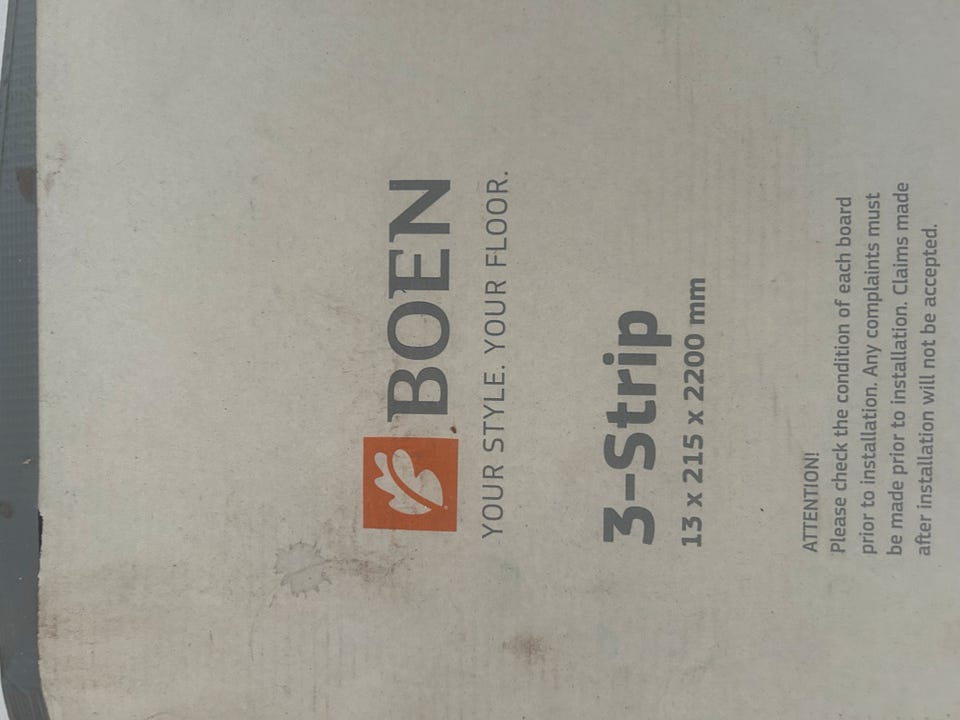 BOEN
YOUR STYLE. YOUR FLOOR.
3-Strip
13 x 215 x 2200 mm
ATTENTION!
Please check the condition of each board
prior to installation. Any complaints must
be made prior to installation. Claims made
after installation will not be accepted.